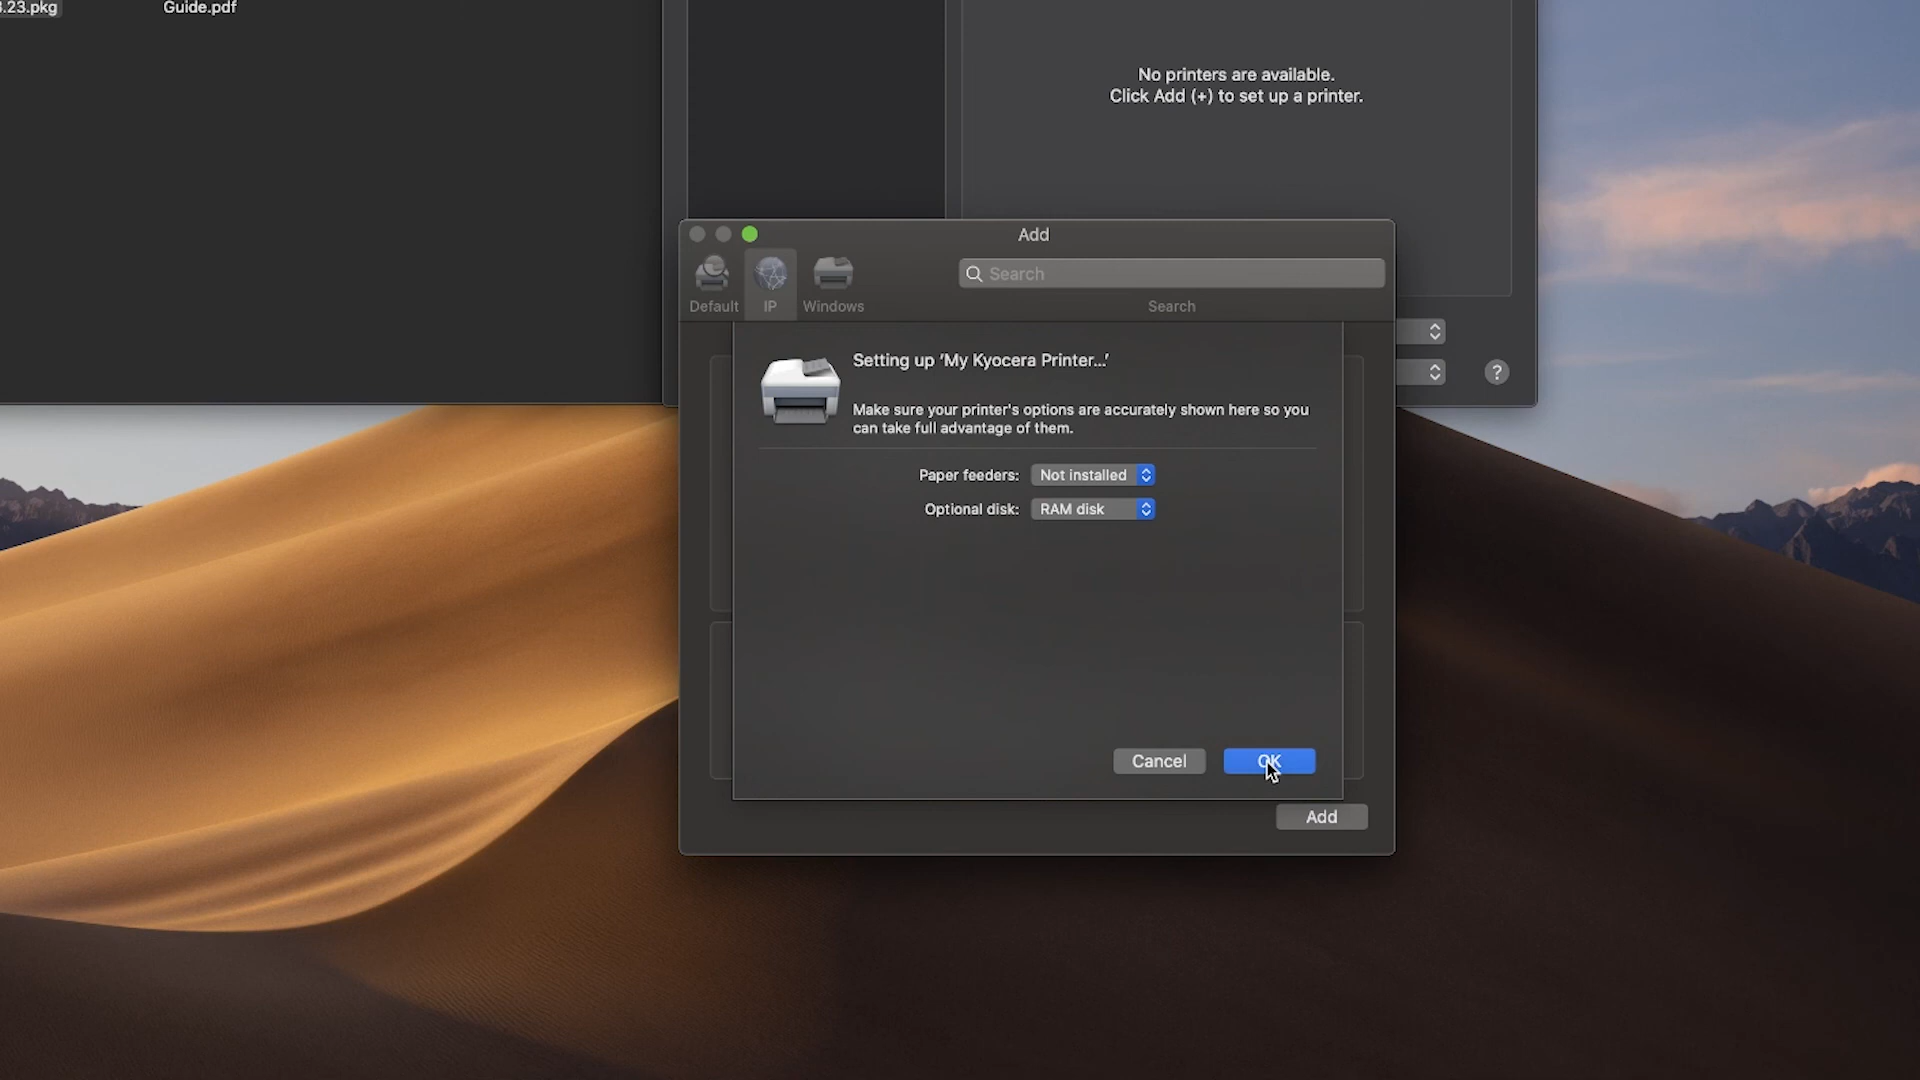 .23.pkg
Guide.pdf
No printers are available.
Click Add (+) to set up a printer.
Add
Search
Default
IP
Windows
Search
Setting up 'My Kyocera Printer...'
Make sure your printer's options are accurately shown here so you
can take full advantage of them.
Paper feeders:
Not installed
Optional disk:
RAM disk
Cancel
OK
Add
?